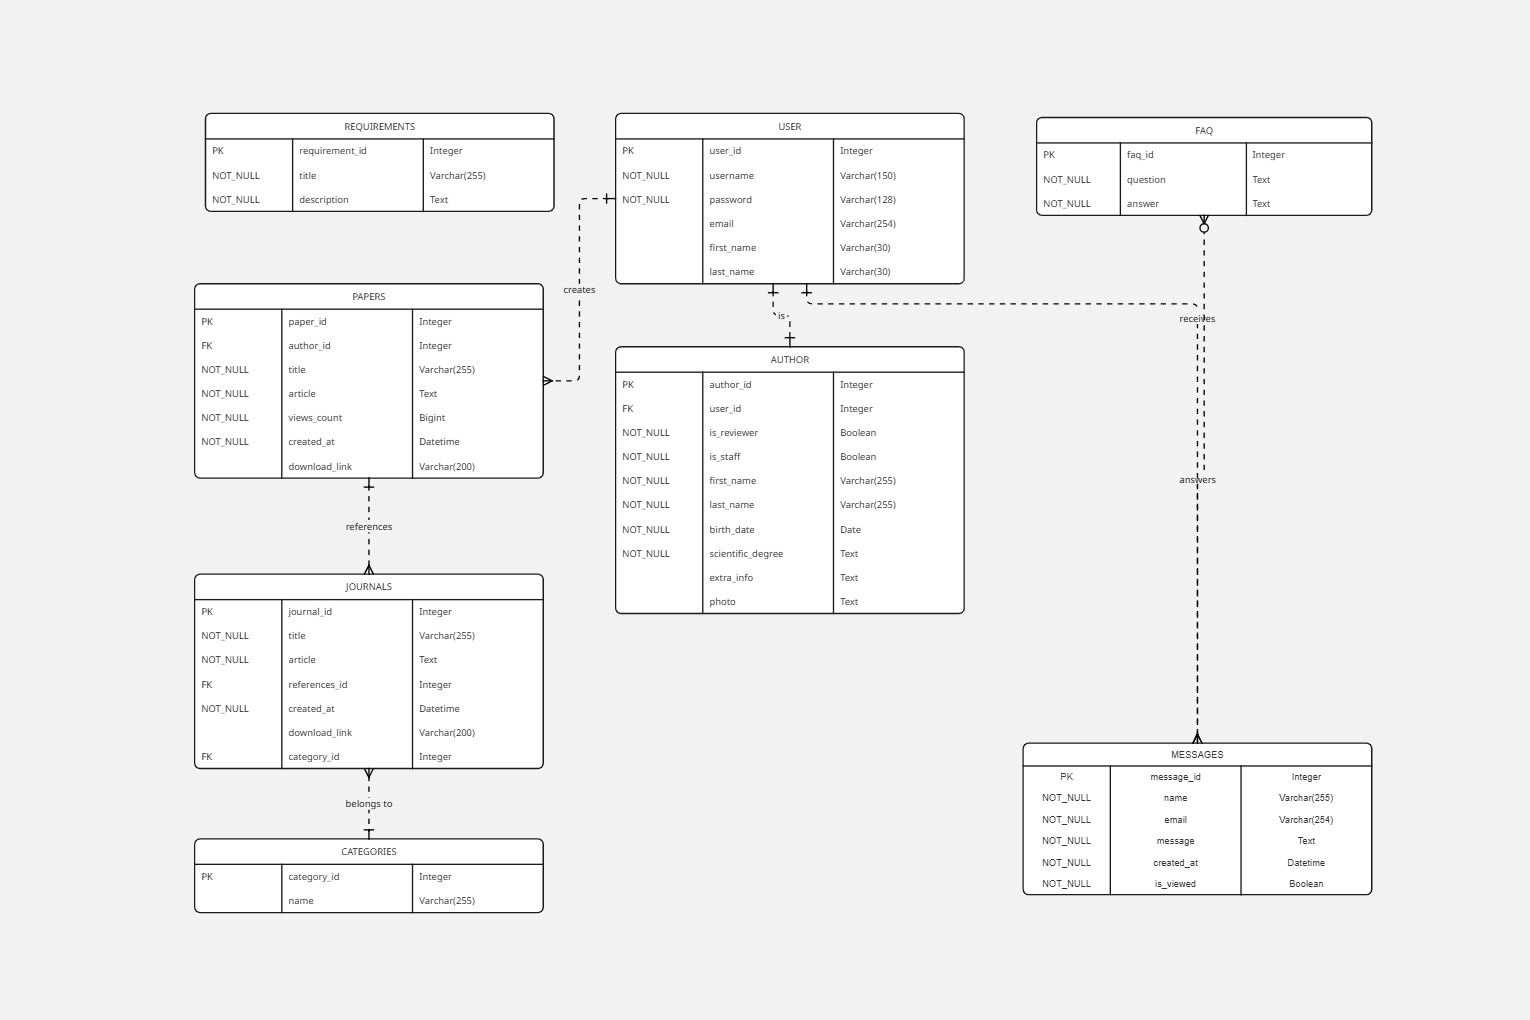 REQUIREMENTS
PK requirement_id Integer
NOT_NULL title Varchar(255)
NOT_NULL description Text
USER
PK user_id Integer
NOT_NULL username Varchar(150)
NOT_NULL password Varchar(128)
email Varchar(254)
first_name Varchar(30)
last_name Varchar(30)
FAQ
PK faq_id Integer
NOT_NULL question Text
NOT_NULL answer Text
creates
is
receives
answers
PAPERS
PK paper_id Integer
FK author_id Integer
NOT_NULL title Varchar(255)
NOT_NULL article Text
NOT_NULL views_count Bigint
NOT_NULL created_at Datetime
download_link Varchar(200)
AUTHOR
PK author_id Integer
FK user_id Integer
NOT_NULL is_reviewer Boolean
NOT_NULL is_staff Boolean
NOT_NULL first_name Varchar(255)
NOT_NULL last_name Varchar(255)
NOT_NULL birth_date Date
NOT_NULL scientific_degree Text
extra_info Text
photo Text
references
JOURNALS
PK journal_id Integer
NOT_NULL title Varchar(255)
NOT_NULL article Text
FK references_id Integer
NOT_NULL created_at Datetime
download_link Varchar(200)
FK category_id Integer
belongs to
CATEGORIES
PK category_id Integer
name Varchar(255)
MESSAGES
PK message_id Integer
NOT_NULL name Varchar(255)
NOT_NULL email Varchar(254)
NOT_NULL message Text
NOT_NULL created_at Datetime
NOT_NULL is_viewed Boolean